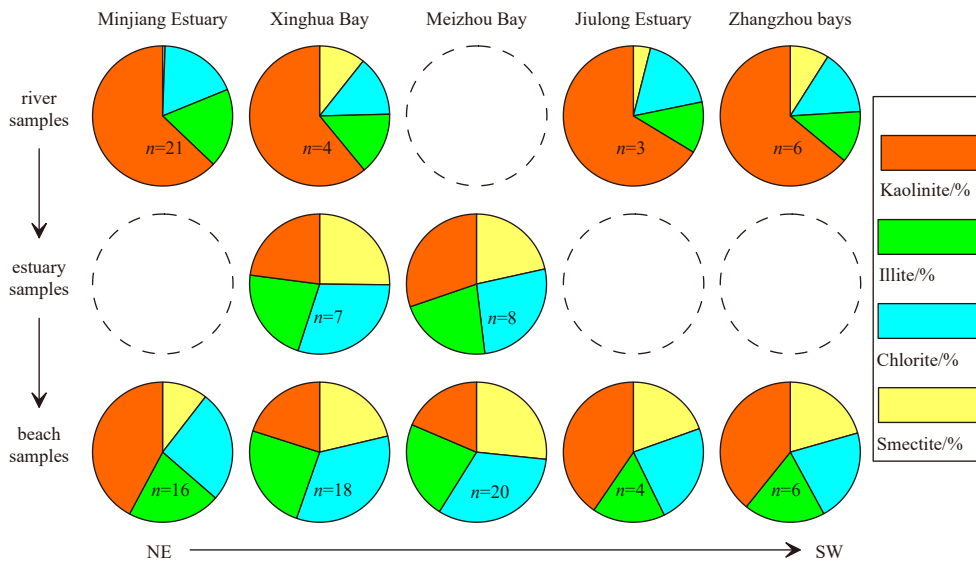 Minjiang Estuary
Xinghua Bay
Meizhou Bay
Jiulong Estuary
Zhangzhou bays
river
samples
n=21
n=4
n=3
n=6
Kaolinite/%
estuary
samples
n=7
n=8
Illite/%
Chlorite/%
beach
samples
n=16
n=18
n=20
n=4
n=6
Smectite/%
NE
SW